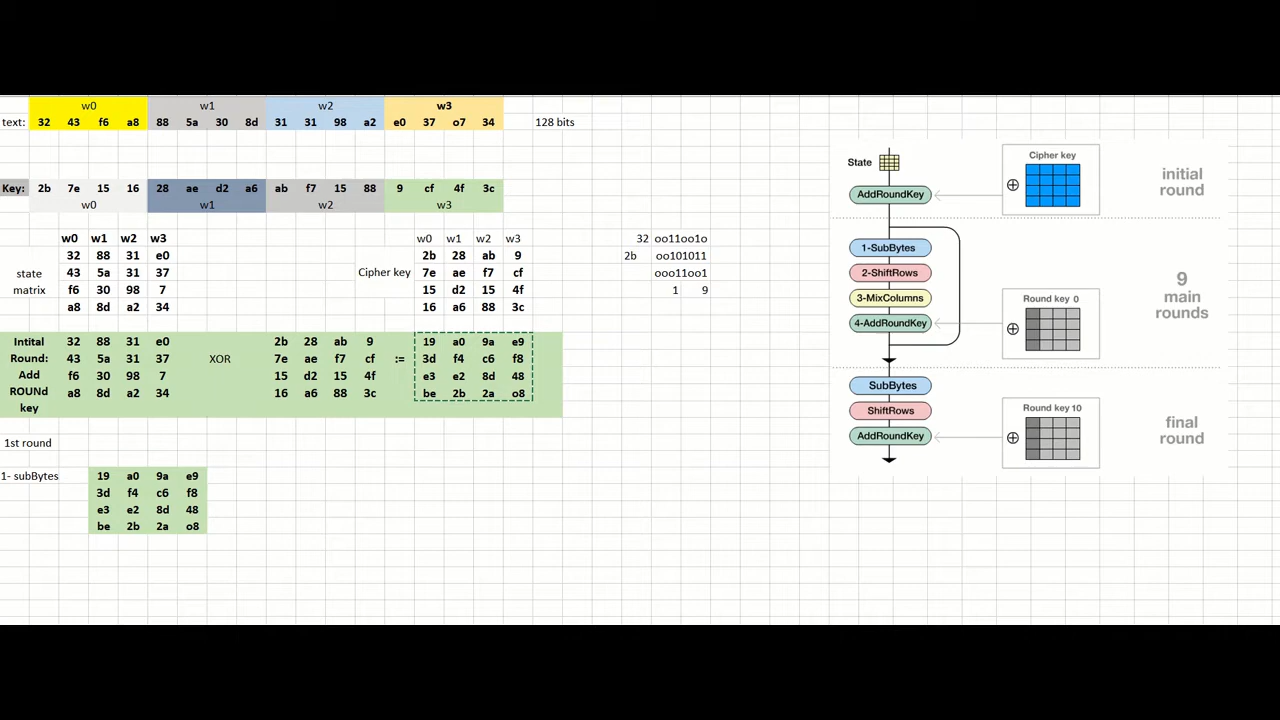 w0 w1 w2 w3
text: 32 43 f6 a8 88 5a 30 8d 31 31 98 a2 e0 37 o7 34 128 bits
Key: 2b 7e 15 16 28 ae d2 a6 ab f7 15 88 9 cf 4f 3c
w0 w1 w2 w3
w0 w1 w2 w3
32 88 31 e0
state 43 5a 31 37
matrix f6 30 98 7
a8 8d a2 34
w0 w1 w2 w3
2b 28 ab 9
Cipher key 7e ae f7 cf
15 d2 15 4f
16 a6 88 3c
32 oo11oo1o
2b oo101011
ooo11oo1
1 9
Intital 32 88 31 e0 2b 28 ab 9 19 a0 9a e9
Round: 43 5a 31 37 XOR 7e ae f7 cf := 3d f4 c6 f8
Add f6 30 98 7 15 d2 15 4f e3 e2 8d 48
ROUNd a8 8d a2 34 16 a6 88 3c be 2b 2a o8
key
1st round
1- subBytes 19 a0 9a e9
3d f4 c6 f8
e3 e2 8d 48
be 2b 2a o8
State
Cipher key
AddRoundKey
initial
round
1-SubBytes
2-ShiftRows
3-MixColumns
4-AddRoundKey
Round key 0
9
main
rounds
SubBytes
ShiftRows
AddRoundKey
Round key 10
final
round